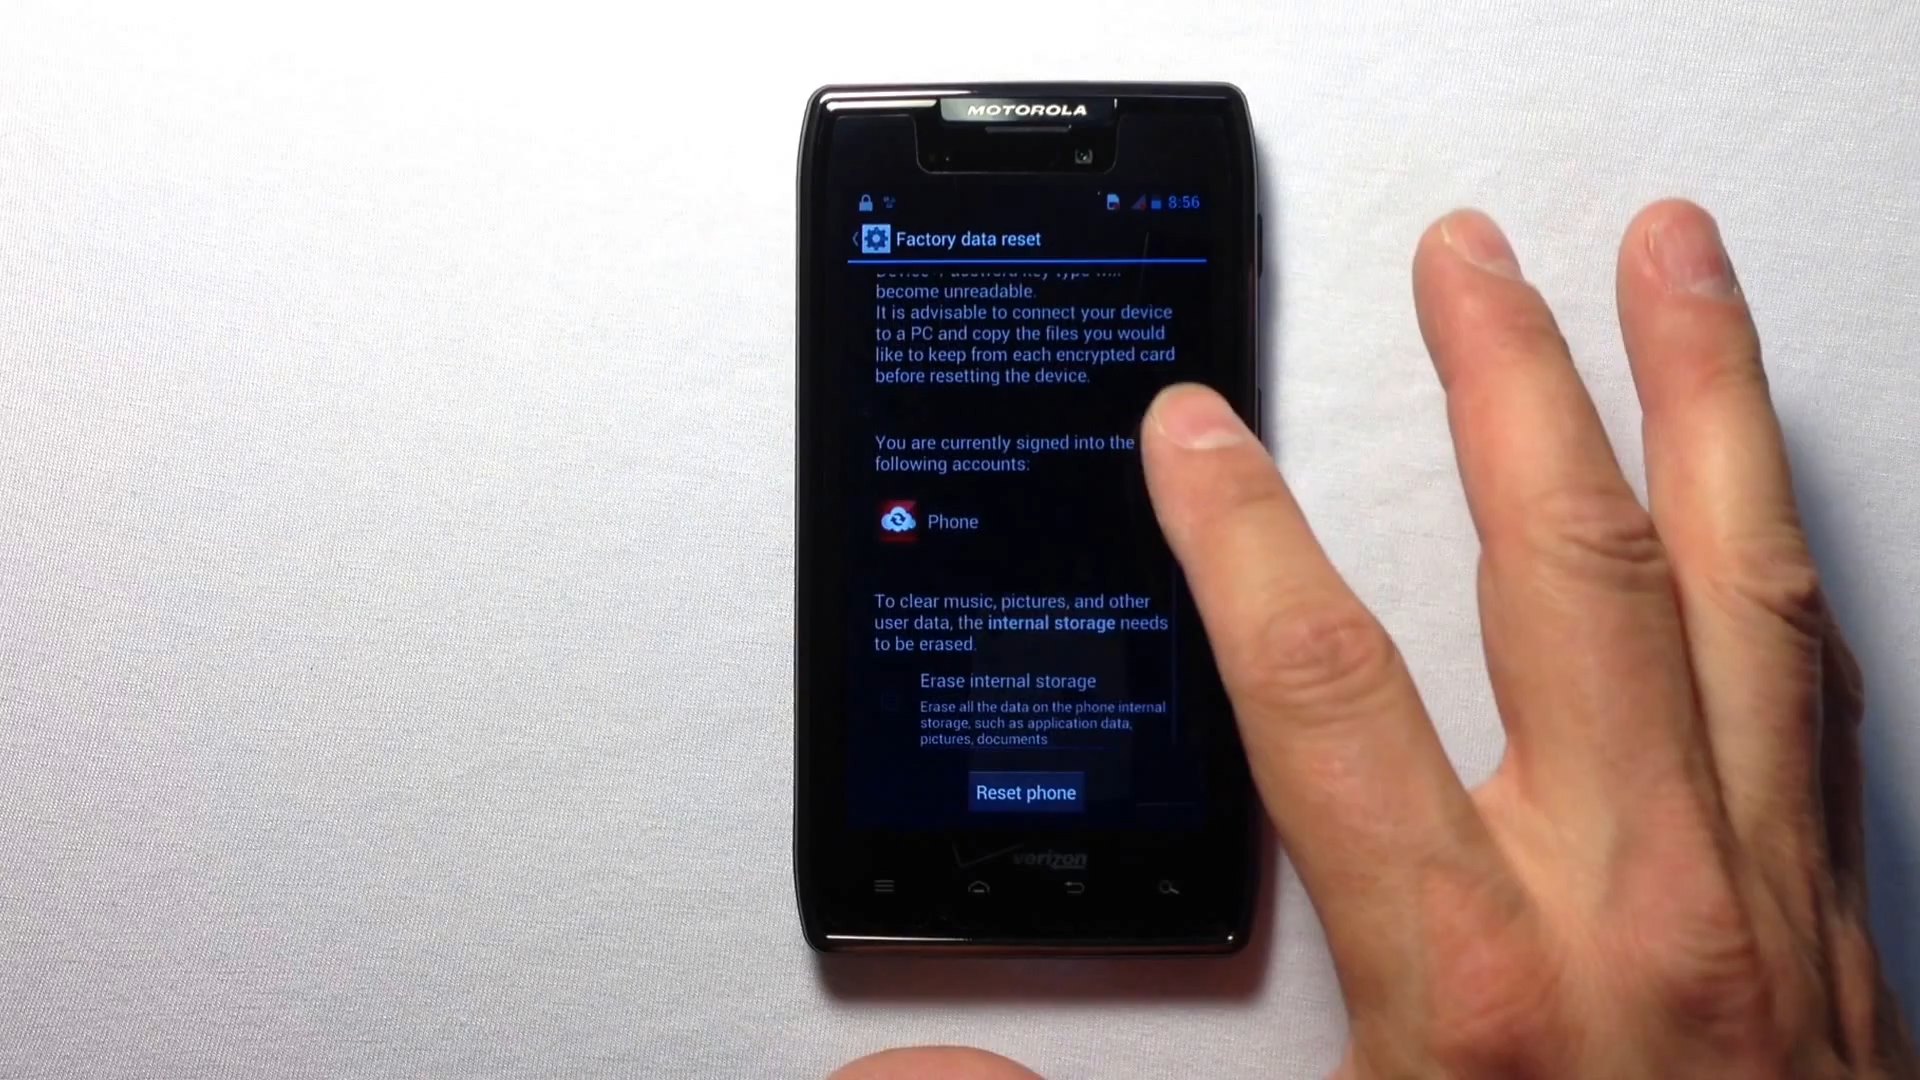 MOTOROLA
8:56
Factory data reset
become unreadable.
It is advisable to connect your device
to a PC and copy the files you would
like to keep from each encrypted card
before resetting the device.
You are currently signed into the
following accounts:
Phone
To clear music, pictures, and other
user data, the internal storage needs
to be erased.
Erase internal storage
Erase all the data on the phone internal
storage, such as application data,
pictures, documents
Reset phone
verizon